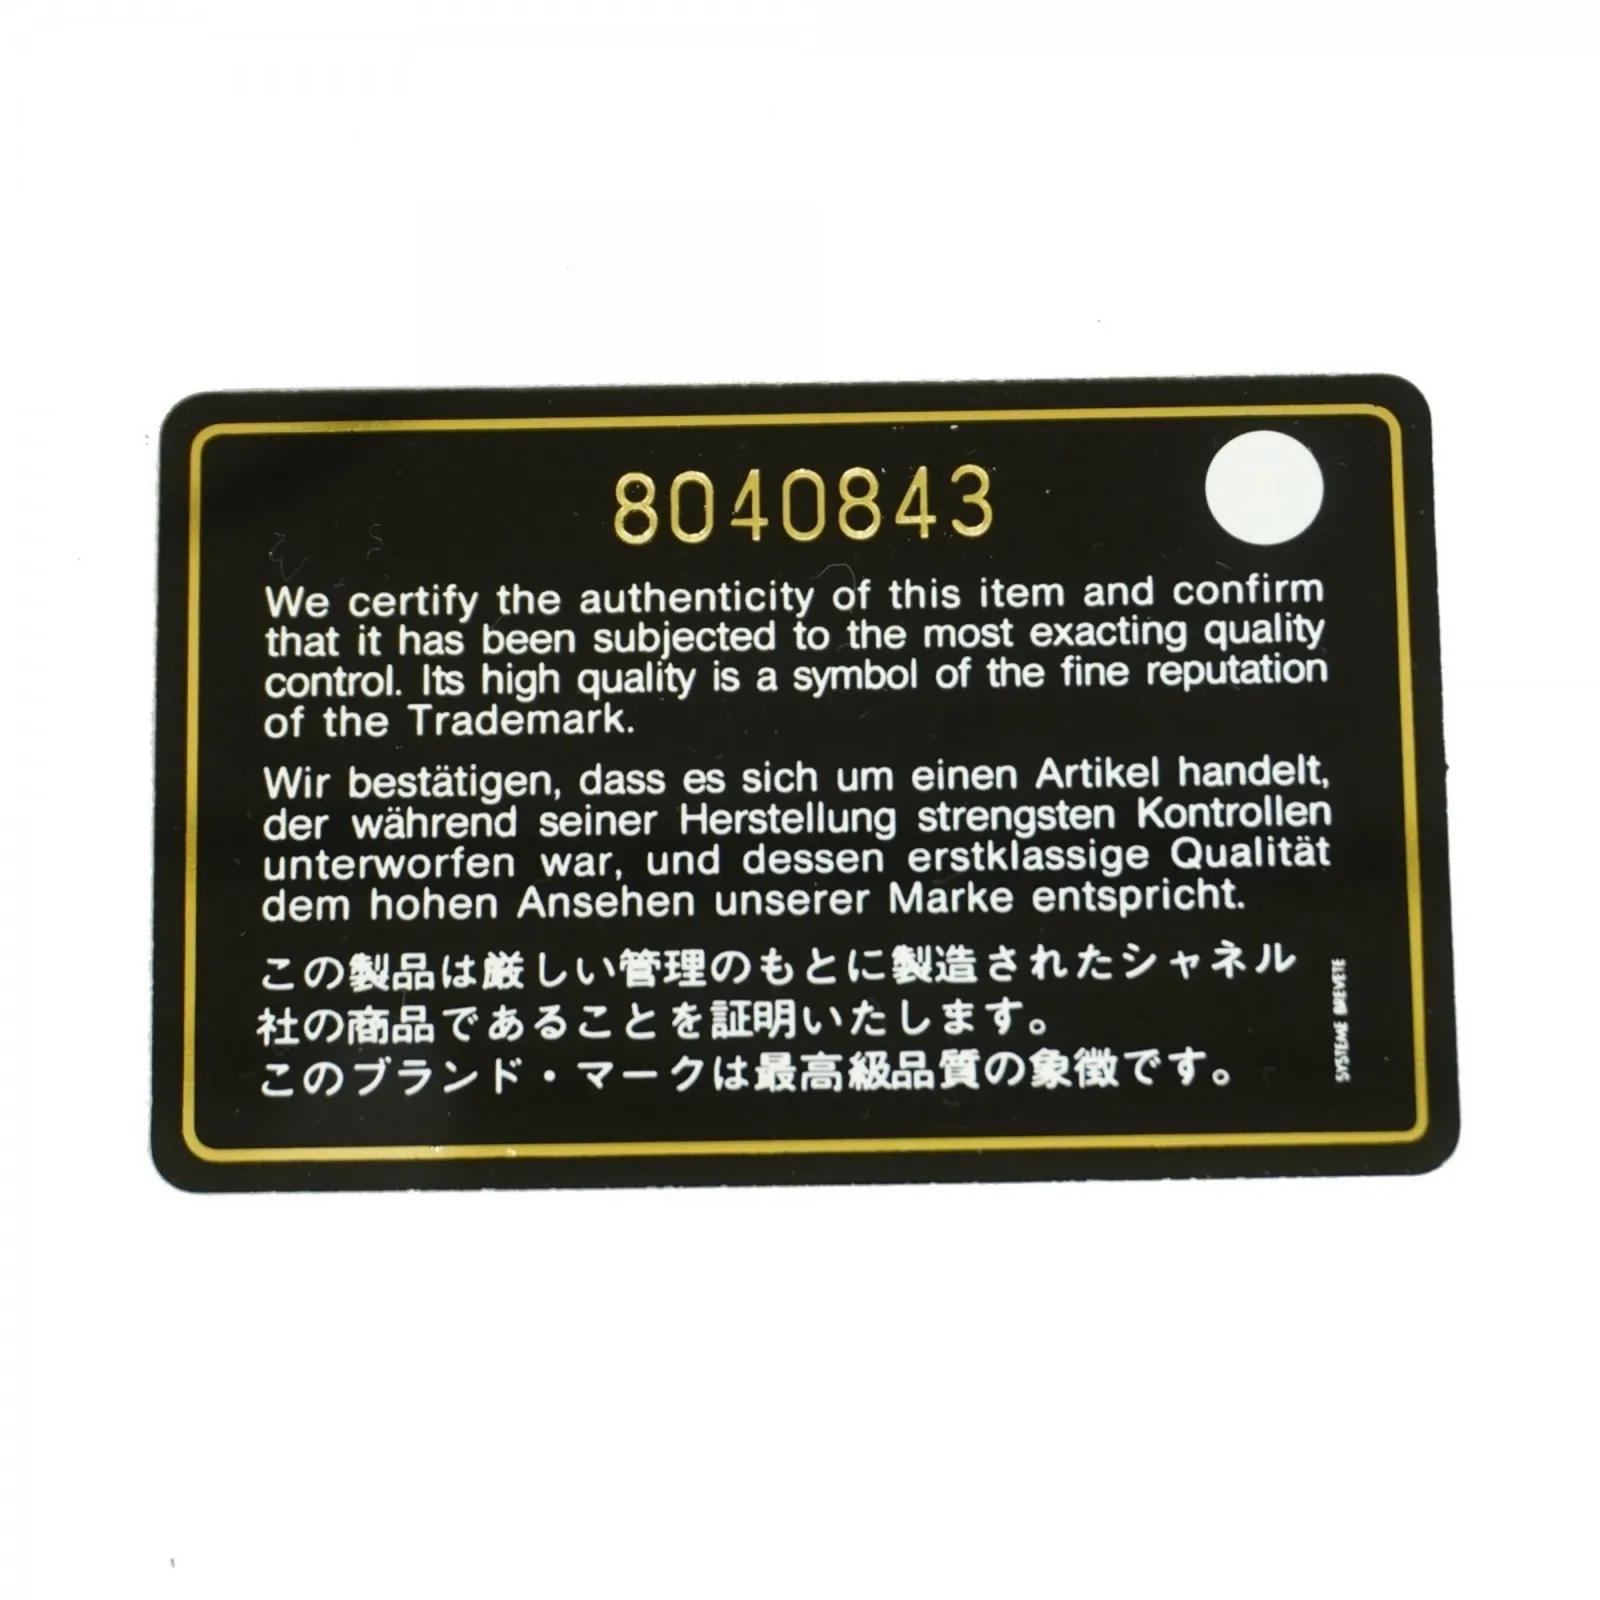 8040843
We certify the authenticity of this item and confirm
that it has been subjected to the most exacting quality
control. Its high quality is a symbol of the fine reputation
of the Trademark.
Wir bestätigen, dass es sich um einen Artikel handelt,
der während seiner Herstellung strengsten Kontrollen
unterworfen war, und dessen erstklassige Qualität
dem hohen Ansehen unserer Marke entspricht.
この製品は厳しい管理のもとに製造されたシャネル
社の商品であることを証明いたします。
このブランド・マークは最高級品質の象徴です。
SYSTEME BREVETE